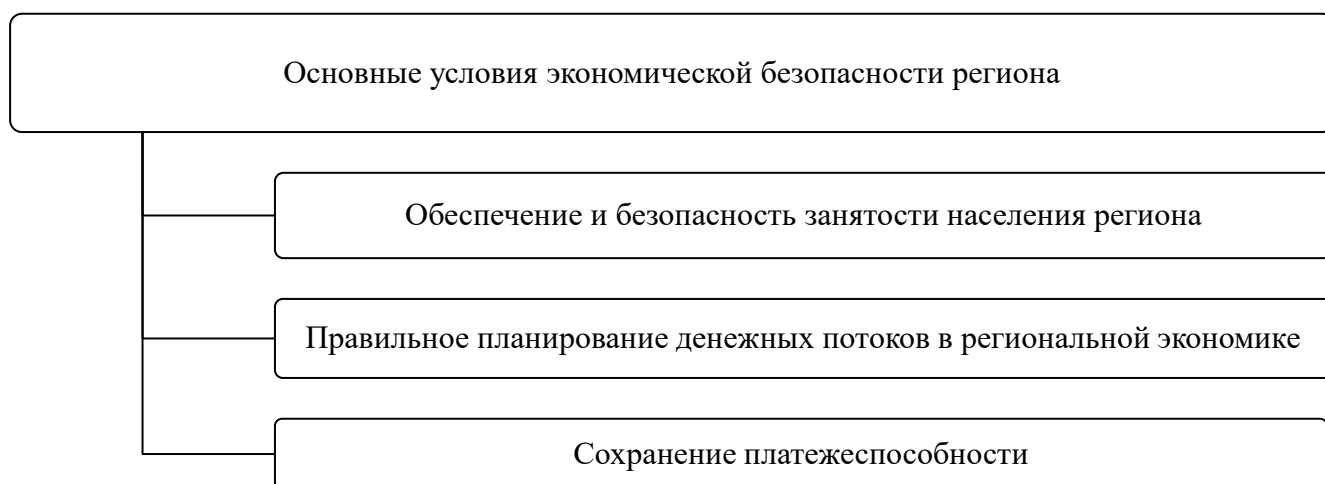 Основные условия экономической безопасности региона
Обеспечение и безопасность занятости населения региона
Правильное планирование денежных потоков в региональной экономике
Сохранение платежеспособности